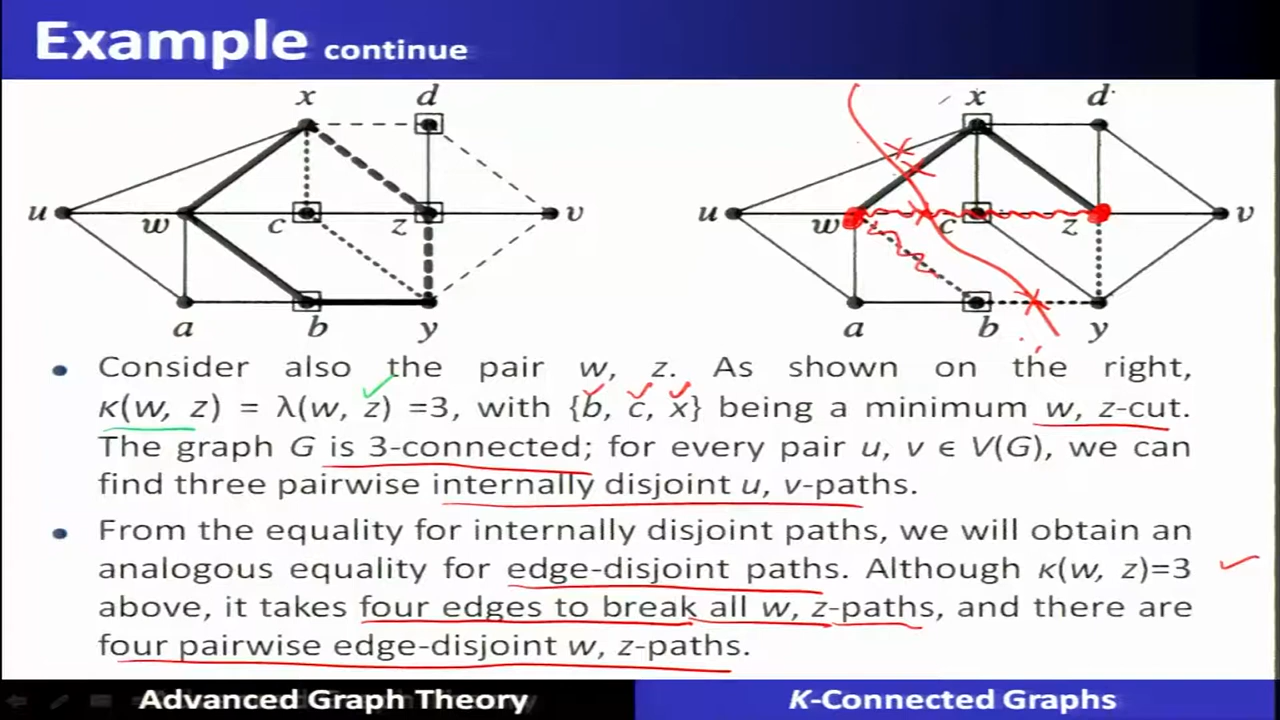 Example continue
x d x d
u w c z v u w c z v
a b y a b y
• Consider also the pair w, z. As shown on the right,
κ(w, z) = λ(w, z) =3, with {b, c, x} being a minimum w, z-cut.
The graph G is 3-connected; for every pair u, v ϵ V(G), we can
find three pairwise internally disjoint u, v-paths.
• From the equality for internally disjoint paths, we will obtain an
analogous equality for edge-disjoint paths. Although κ(w, z)=3
above, it takes four edges to break all w, z-paths, and there are
four pairwise edge-disjoint w, z-paths.
Advanced Graph Theory K-Connected Graphs